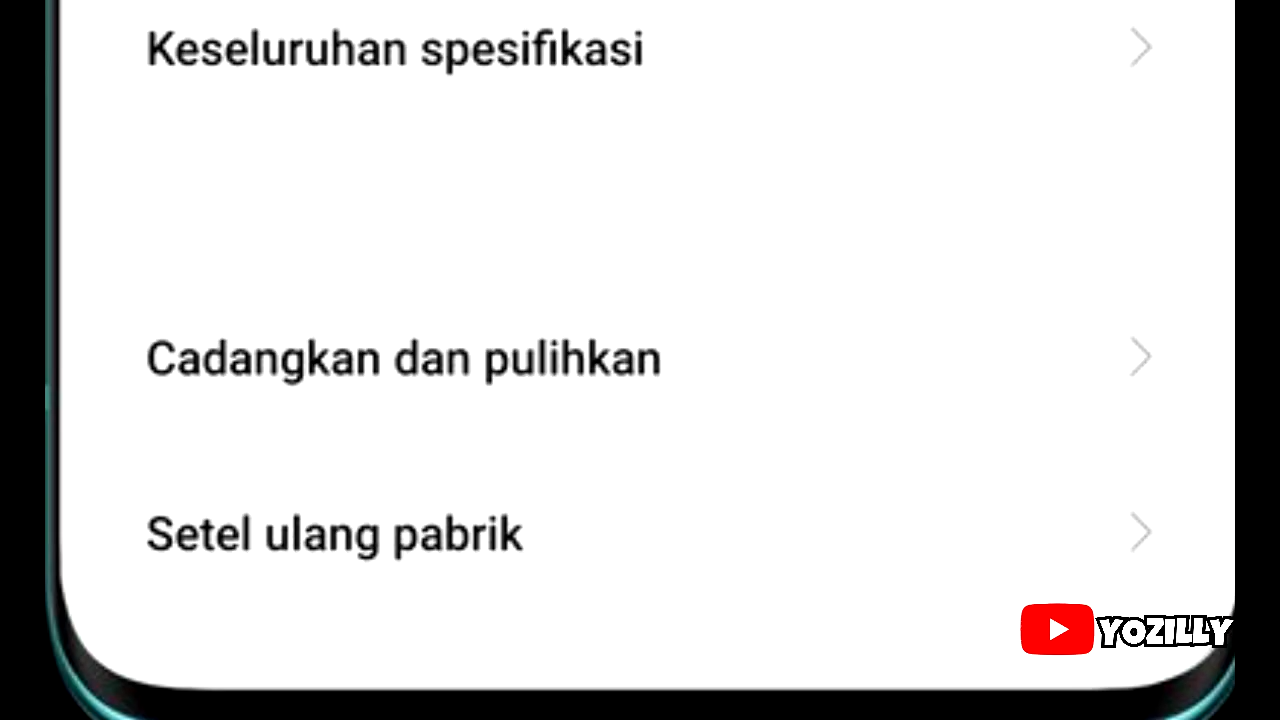 Keseluruhan spesifikasi
Cadangkan dan pulihkan
Setel ulang pabrik
YOZILLY